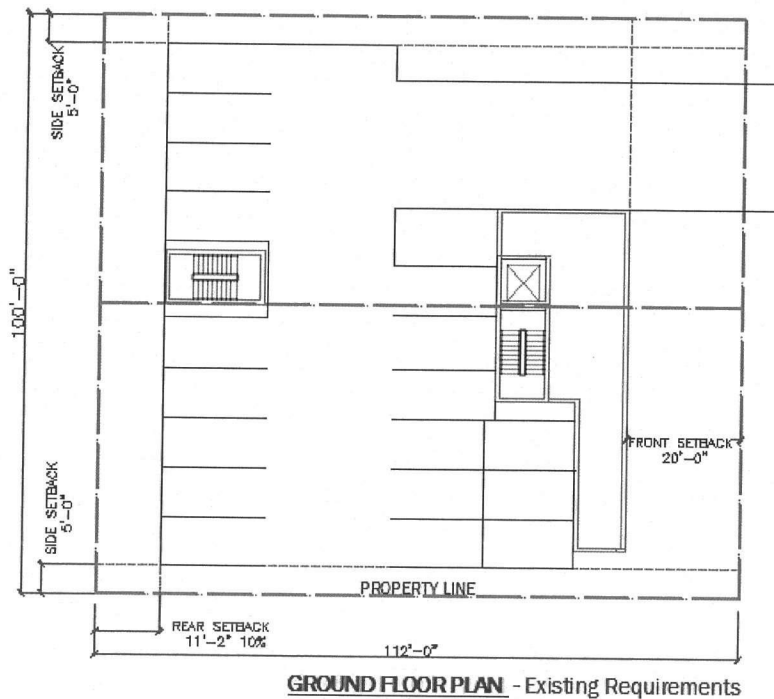 SIDE SETBACK
5'-0"
100'-0"
SIDE SETBACK
5'-0"
FRONT SETBACK
20'-0"
PROPERTY LINE
REAR SETBACK
11'-2" 10%
112'-0"
GROUND FLOOR PLAN - Existing Requirements